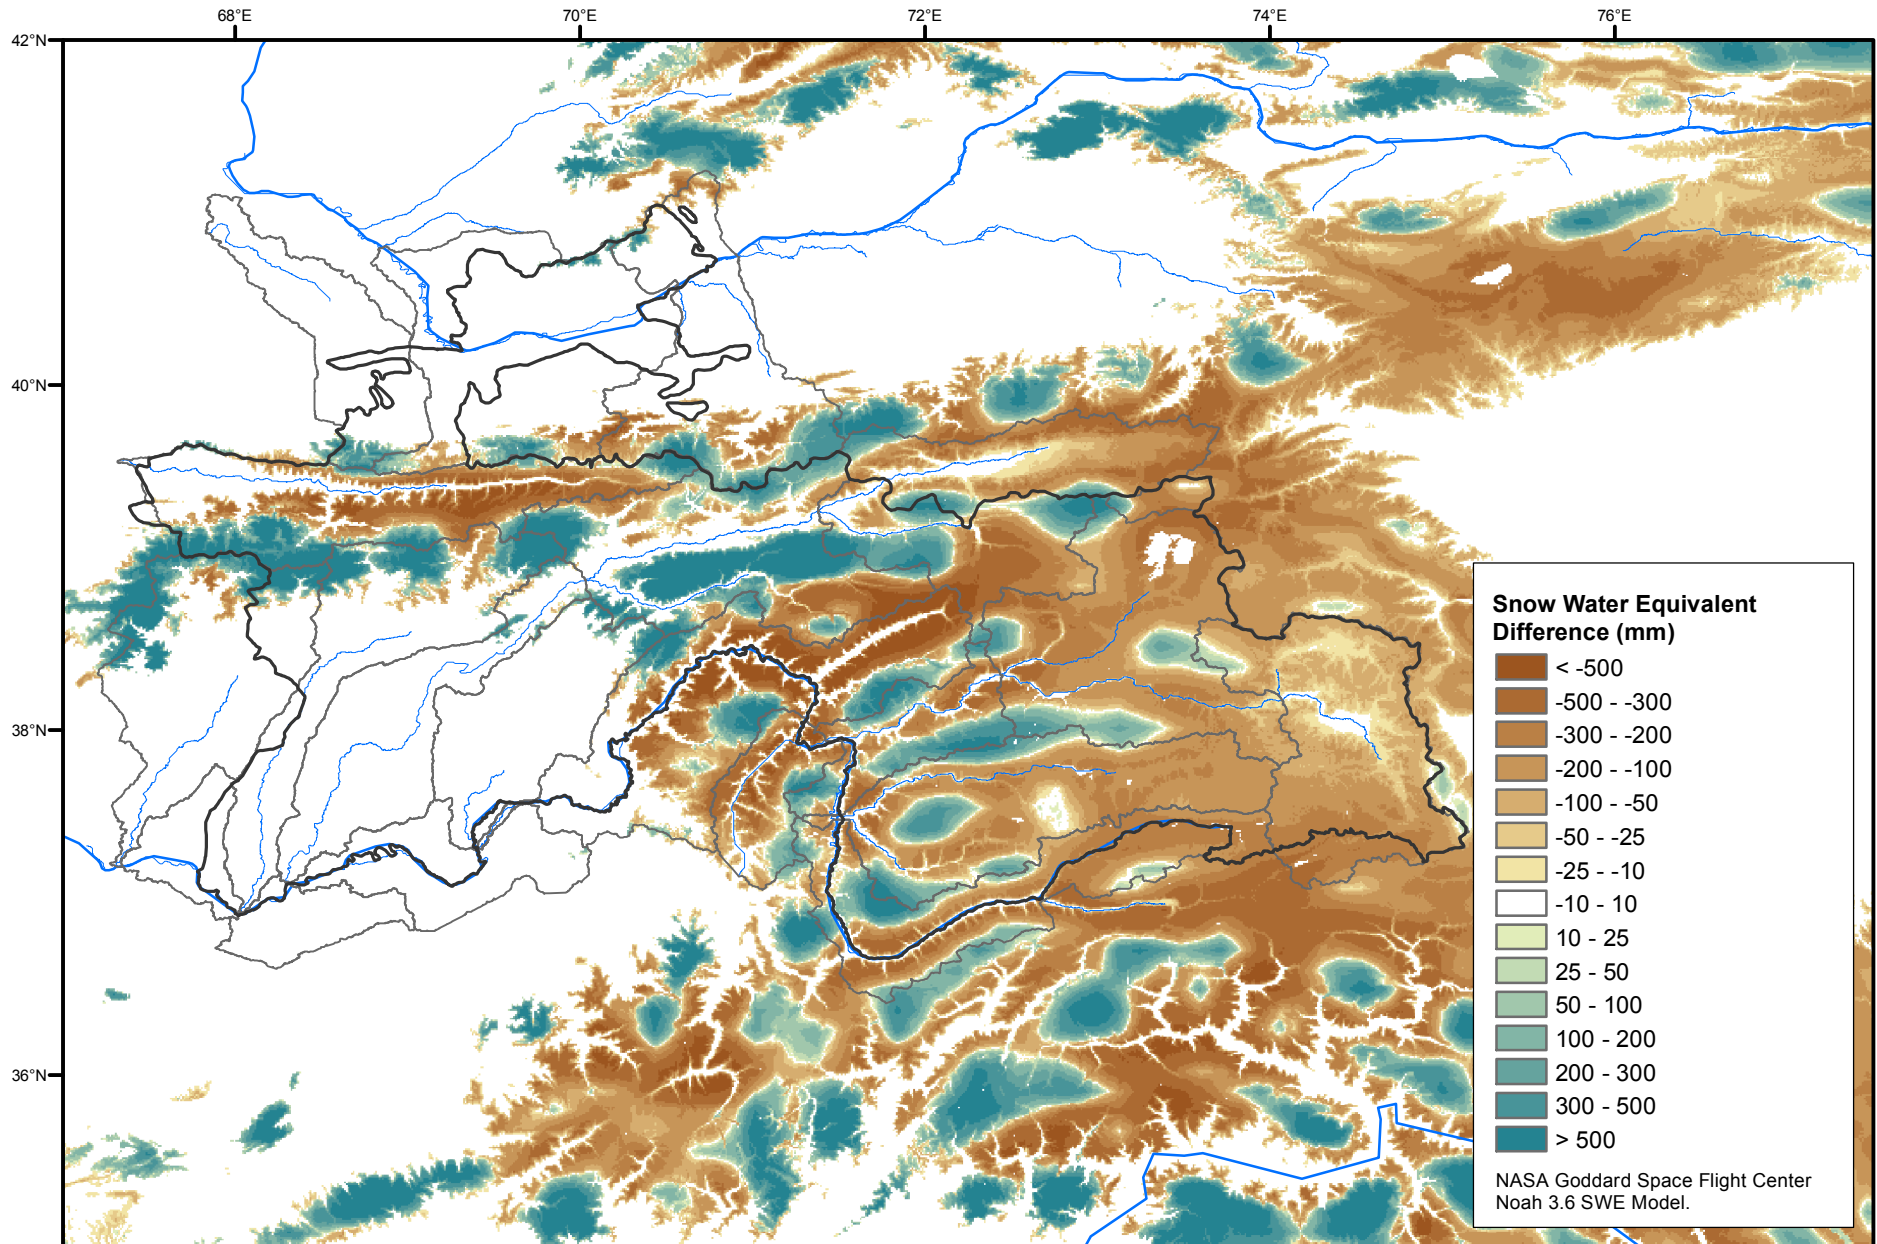 68°E
70°E
72°E
74°E
76°E
42°N
40°N
38°N
36°N
Snow Water Equivalent
Difference (mm)
< -500
-500 - -300
-300 - -200
-200 - -100
-100 - -50
-50 - -25
-25 - -10
-10 - 10
10 - 25
25 - 50
50 - 100
100 - 200
200 - 300
300 - 500
> 500
NASA Goddard Space Flight Center
Noah 3.6 SWE Model.